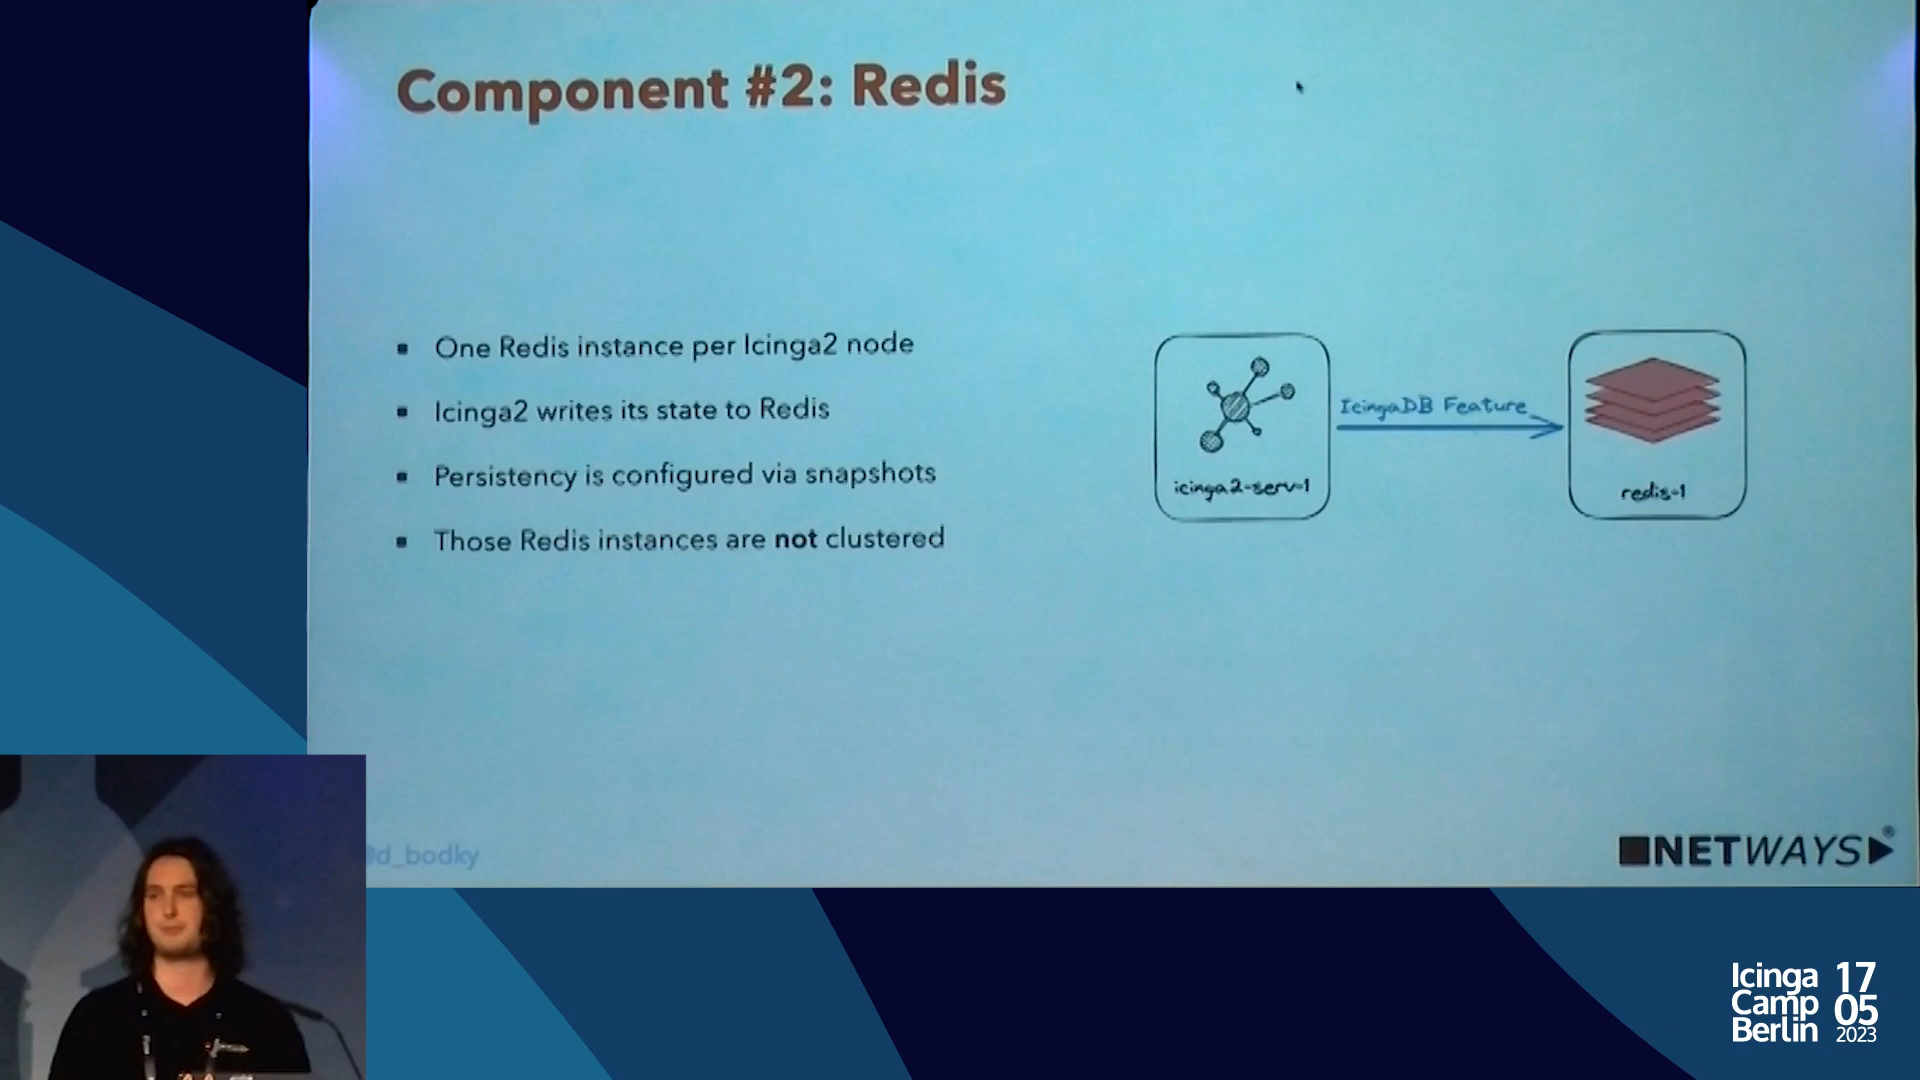 Component #2: Redis
One Redis instance per Icinga2 node
Icinga2 writes its state to Redis
Persistency is configured via snapshots
Those Redis instances are not clustered
IcingaDB Feature
icinga2-serv-1
redis-1
@d_bodky
NETWAYS®
Icinga
Camp
Berlin
17
05
2023